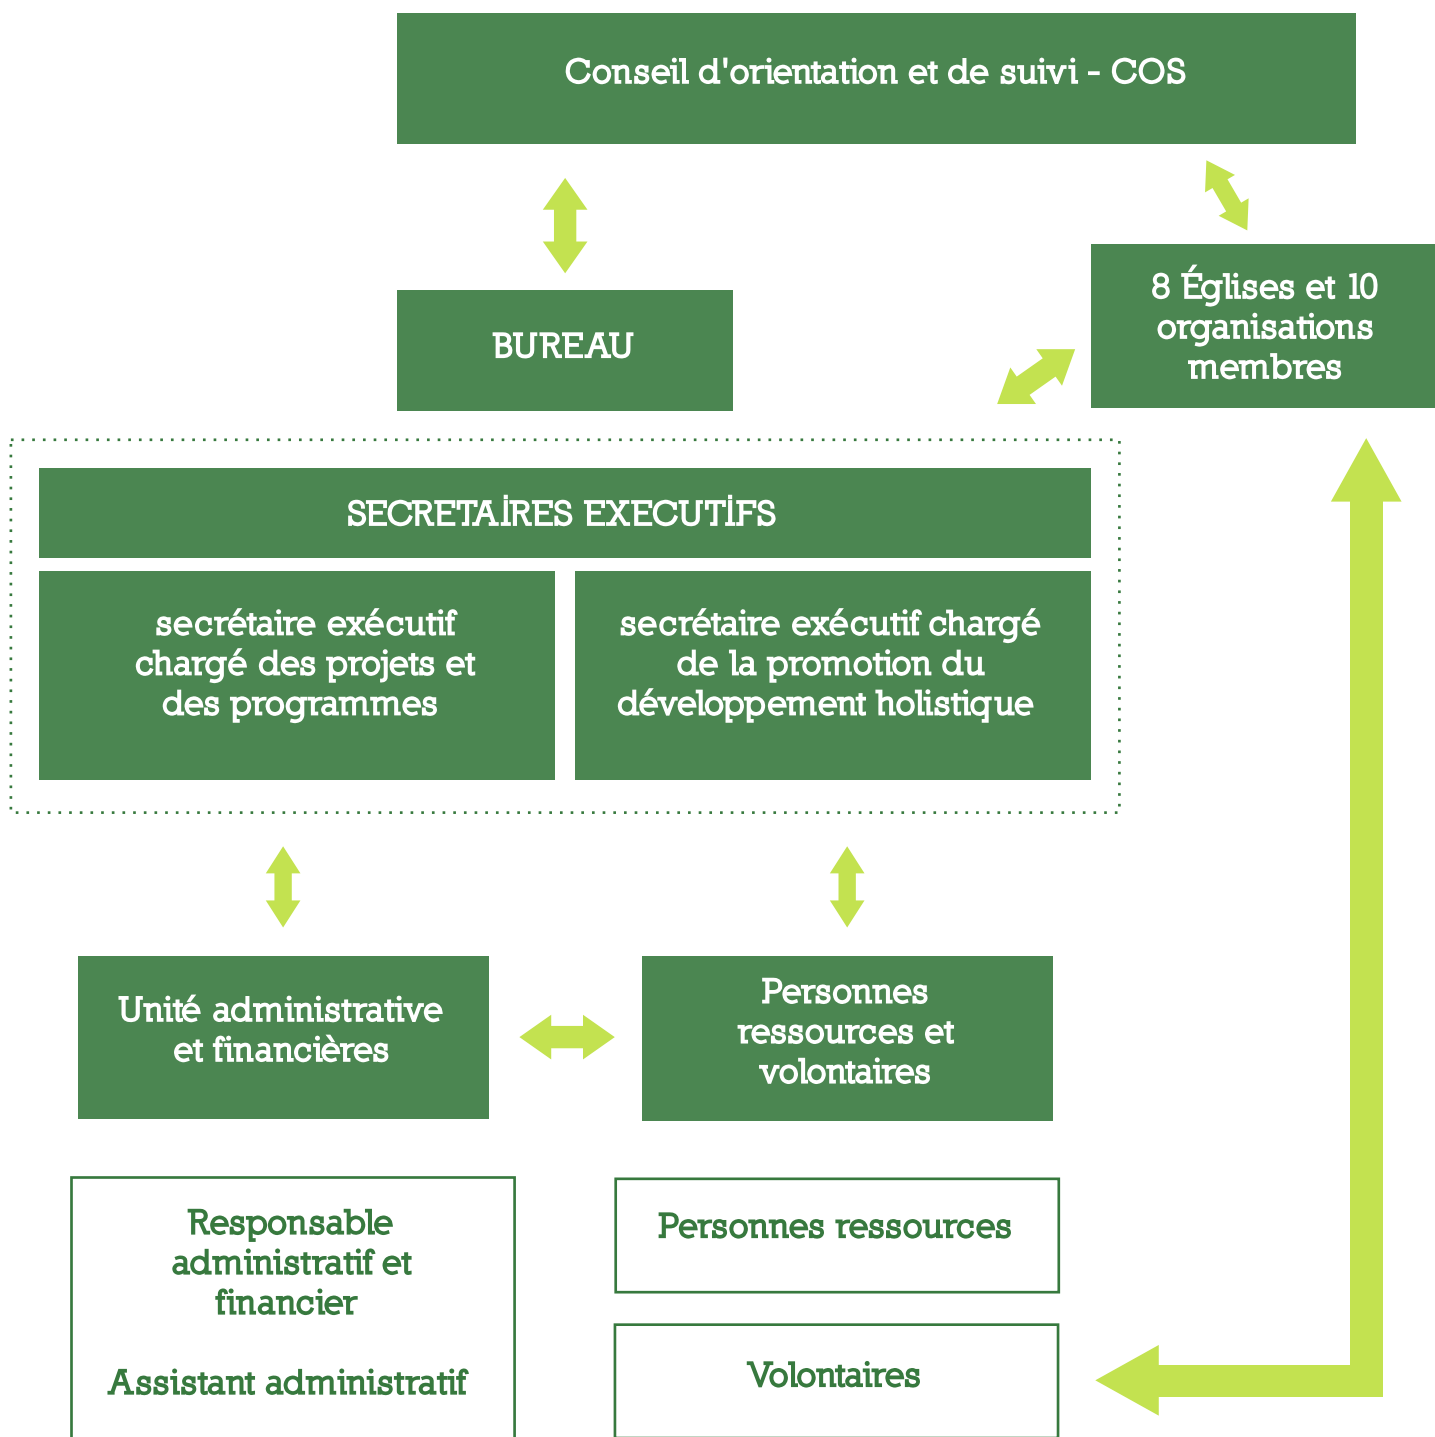 Conseil d'orientation et de suivi - COS
BUREAU
8 Églises et 10
organisations
membres
SECRETAİRES EXECUTİFS
secrétaire exécutif
chargé des projets et
des programmes
secrétaire exécutif chargé
de la promotion du
développement holistique
Unité administrative
et financières
Personnes
ressources et
volontaires
Responsable
administratif et
financier
Assistant administratif
Personnes ressources
Volontaires